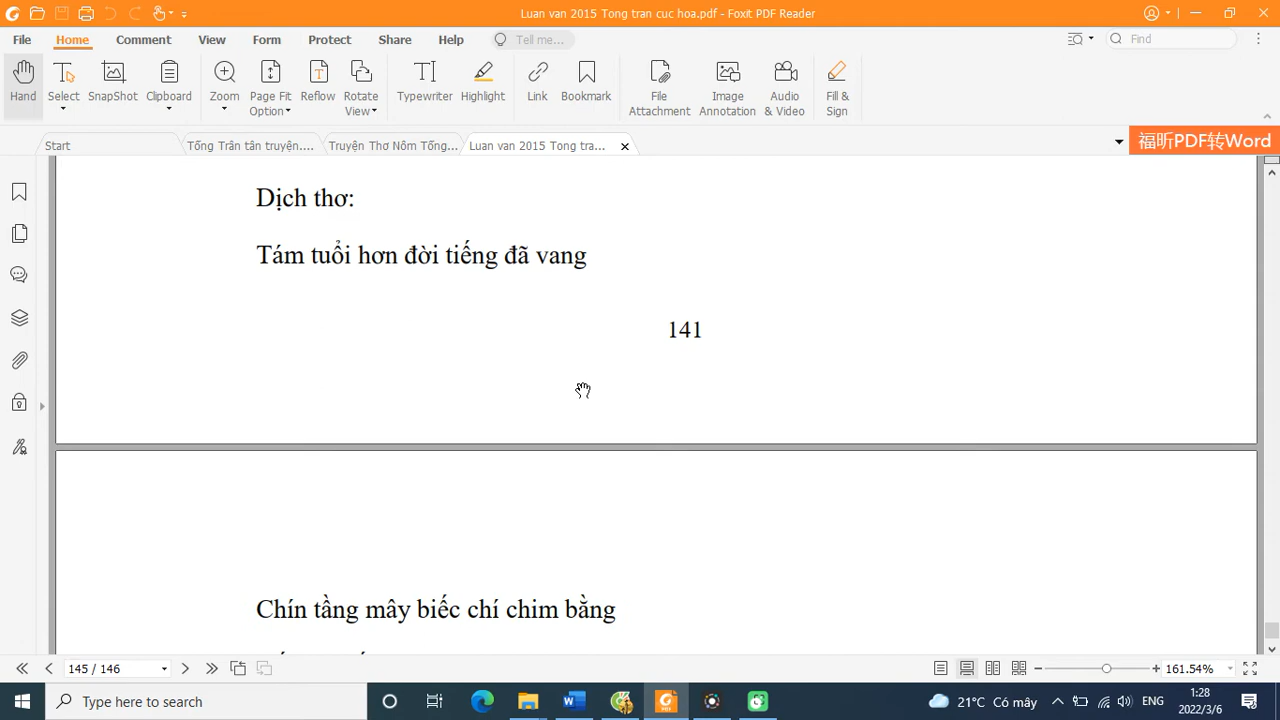 Luan van 2015 Tong tran cuc hoa.pdf - Foxit PDF Reader
File Home Comment View Form Protect Share Help Tell me... Find
Hand Select SnapShot Clipboard Zoom Page Fit Option Reflow Rotate View Typewriter Highlight Link Bookmark File Attachment Image Annotation Audio & Video Fill & Sign
Start Tống Trân tân truyện.... Truyện Thơ Nôm Tống... Luan van 2015 Tong tra... 福昕PDF转Word
Dịch thơ:
Tám tuổi hơn đời tiếng đã vang
141
Chín tầng mây biếc chí chim bằng
145 / 146 161.54%
Type here to search 21°C Có mây ENG 1:28
2022/3/6